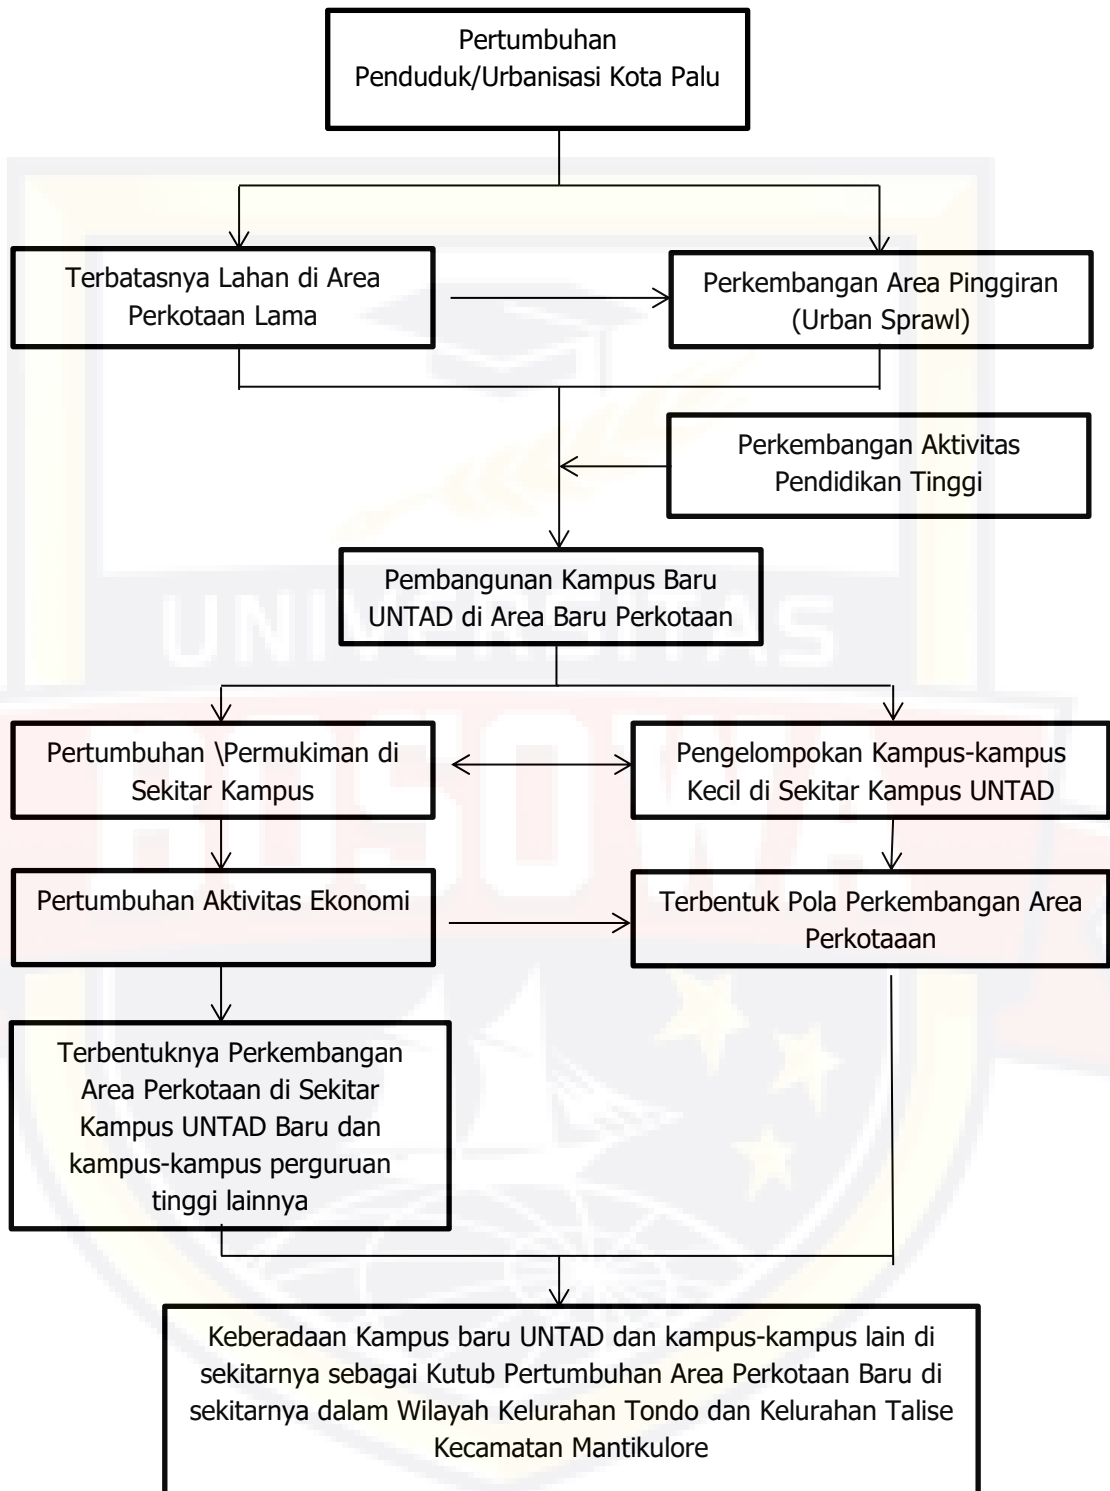 Pertumbuhan
Penduduk/Urbanisasi Kota Palu
Terbatasnya Lahan di Area
Perkotaan Lama
Perkembangan Area Pinggiran
(Urban Sprawl)
Perkembangan Aktivitas
Pendidikan Tinggi
Pembangunan Kampus Baru
UNTAD di Area Baru Perkotaan
UNIVERSITAS
Pertumbuhan \Permukiman di
Sekitar Kampus
Pengelompokan Kampus-kampus
Kecil di Sekitar Kampus UNTAD
BOSOWA
Pertumbuhan Aktivitas Ekonomi
Terbentuk Pola Perkembangan Area
Perkotaaan
Terbentuknya Perkembangan
Area Perkotaan di Sekitar
Kampus UNTAD Baru dan
kampus-kampus perguruan
tinggi lainnya
Keberadaan Kampus baru UNTAD dan kampus-kampus lain di
sekitarnya sebagai Kutub Pertumbuhan Area Perkotaan Baru di
sekitarnya dalam Wilayah Kelurahan Tondo dan Kelurahan Talise
Kecamatan Mantikulore